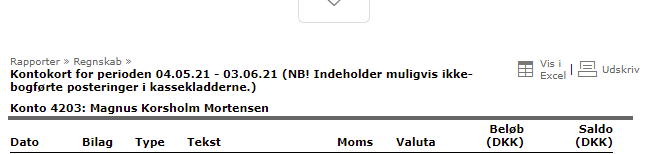 Rapporter » Regnskab »
Kontokort for perioden 04.05.21 - 03.06.21 (NB! Indeholder muligvis ikke-
bogførte posteringer i kassekladderne.)
Vis i
Excel | Udskriv
Konto 4203: Magnus Korsholm Mortensen
Dato Bilag Type Tekst Moms Valuta Beløb (DKK) Saldo (DKK)